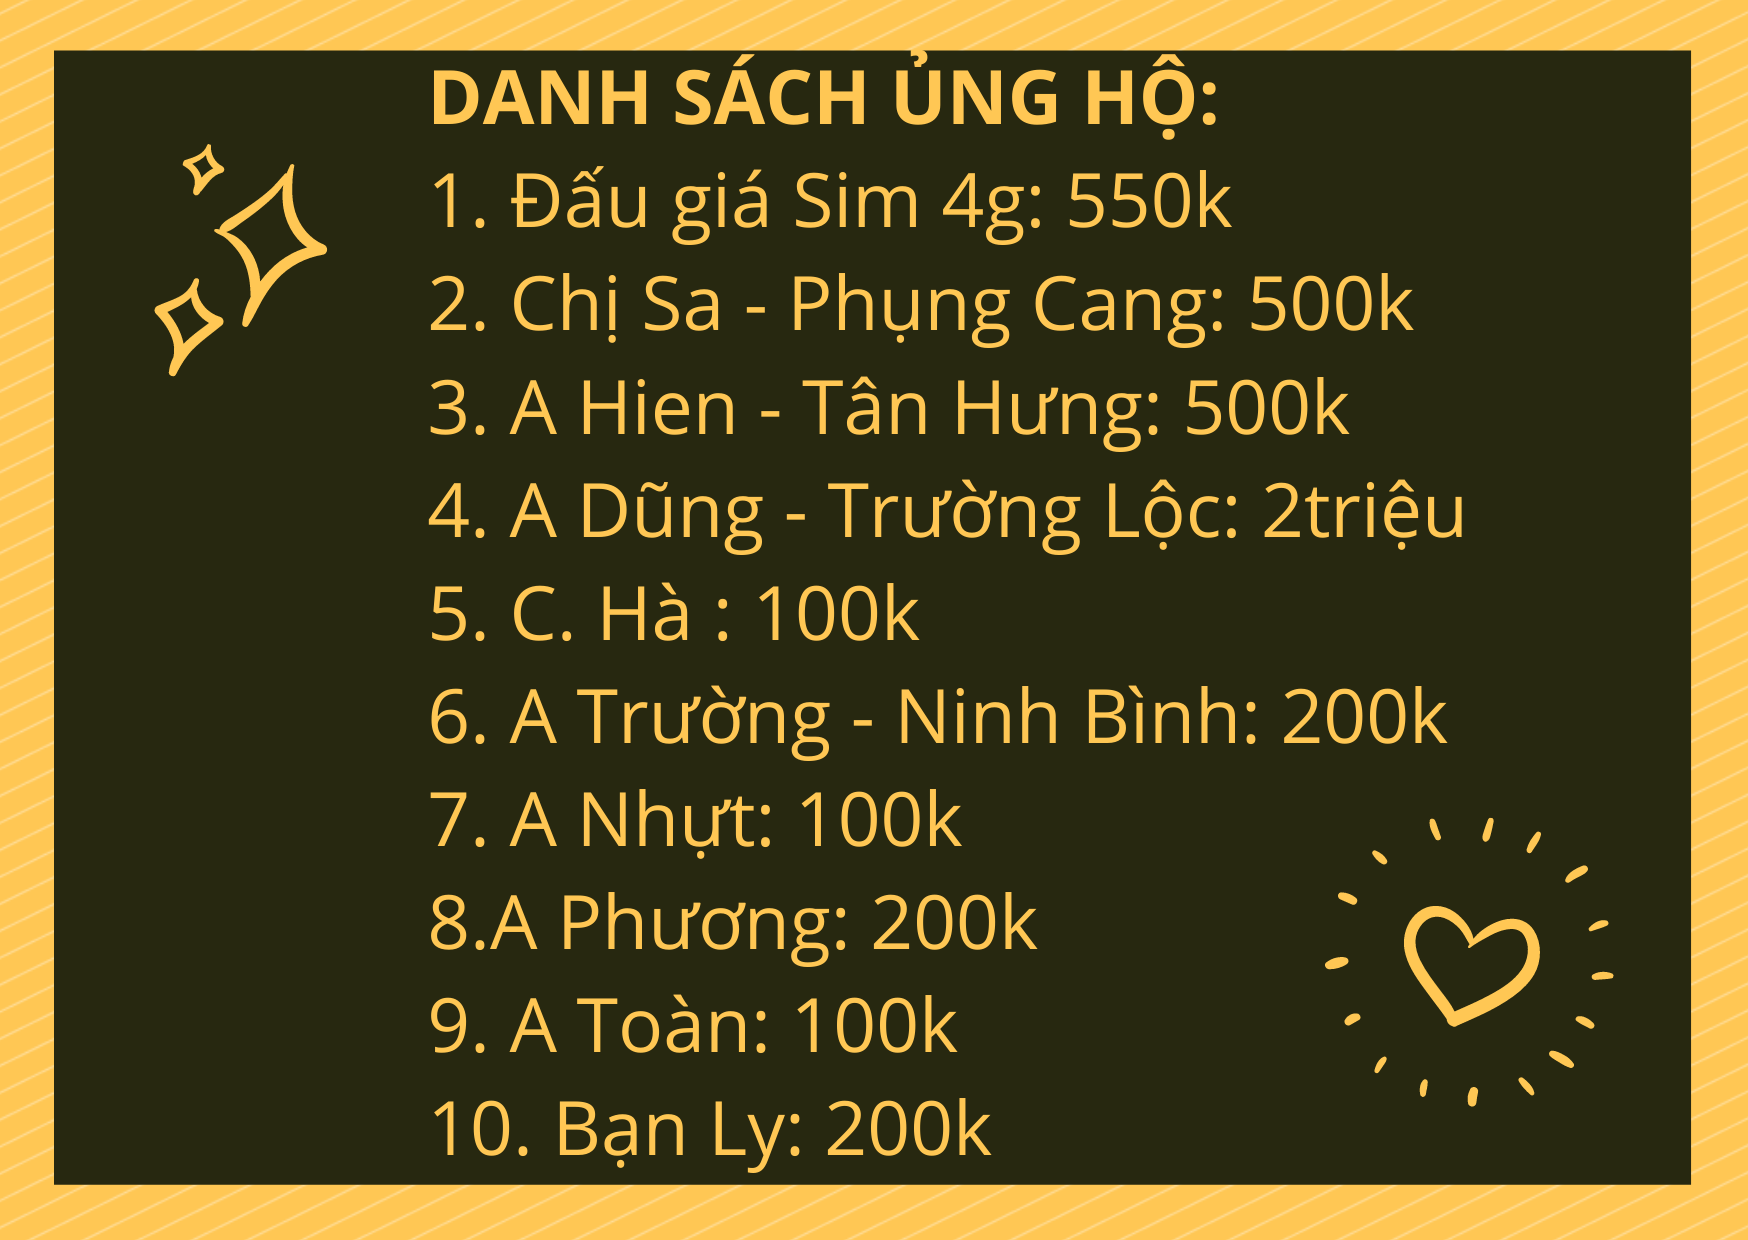 DANH SÁCH ỦNG HỘ:
1. Đấu giá Sim 4g: 550k
2. Chị Sa - Phụng Cang: 500k
3. A Hien - Tân Hưng: 500k
4. A Dũng - Trường Lộc: 2triệu
5. C. Hà : 100k
6. A Trường - Ninh Bình: 200k
7. A Nhựt: 100k
8.A Phương: 200k
9. A Toàn: 100k
10. Bạn Ly: 200k